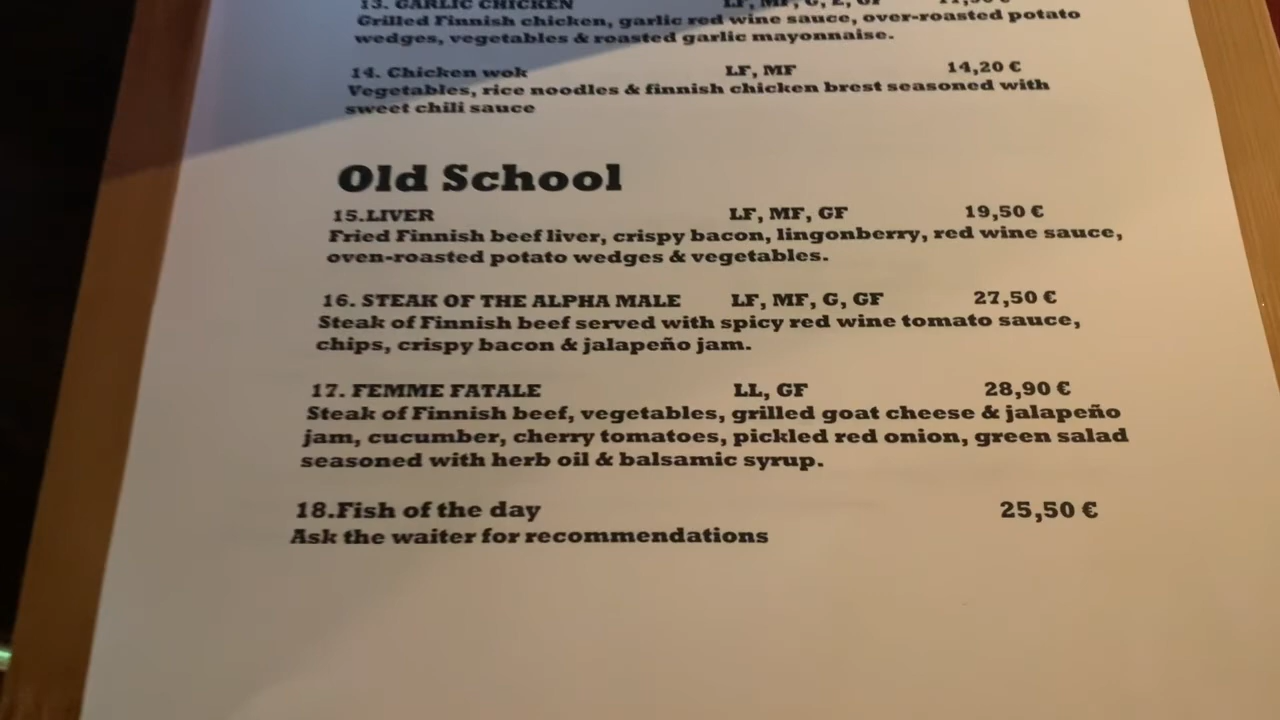 13. GARLIC CHICKEN
Grilled Finnish chicken, garlic red wine sauce, over-roasted potato
wedges, vegetables & roasted garlic mayonnaise.
14. Chicken wok LF, MF 14,20 €
Vegetables, rice noodles & finnish chicken brest seasoned with
sweet chili sauce
Old School
15.LIVER LF, MF, GF 19,50 €
Fried Finnish beef liver, crispy bacon, lingonberry, red wine sauce,
oven-roasted potato wedges & vegetables.
16. STEAK OF THE ALPHA MALE LF, MF, G, GF 27,50 €
Steak of Finnish beef served with spicy red wine tomato sauce,
chips, crispy bacon & jalapeño jam.
17. FEMME FATALE LL, GF 28,90 €
Steak of Finnish beef, vegetables, grilled goat cheese & jalapeño
jam, cucumber, cherry tomatoes, pickled red onion, green salad
seasoned with herb oil & balsamic syrup.
18.Fish of the day 25,50 €
Ask the waiter for recommendations